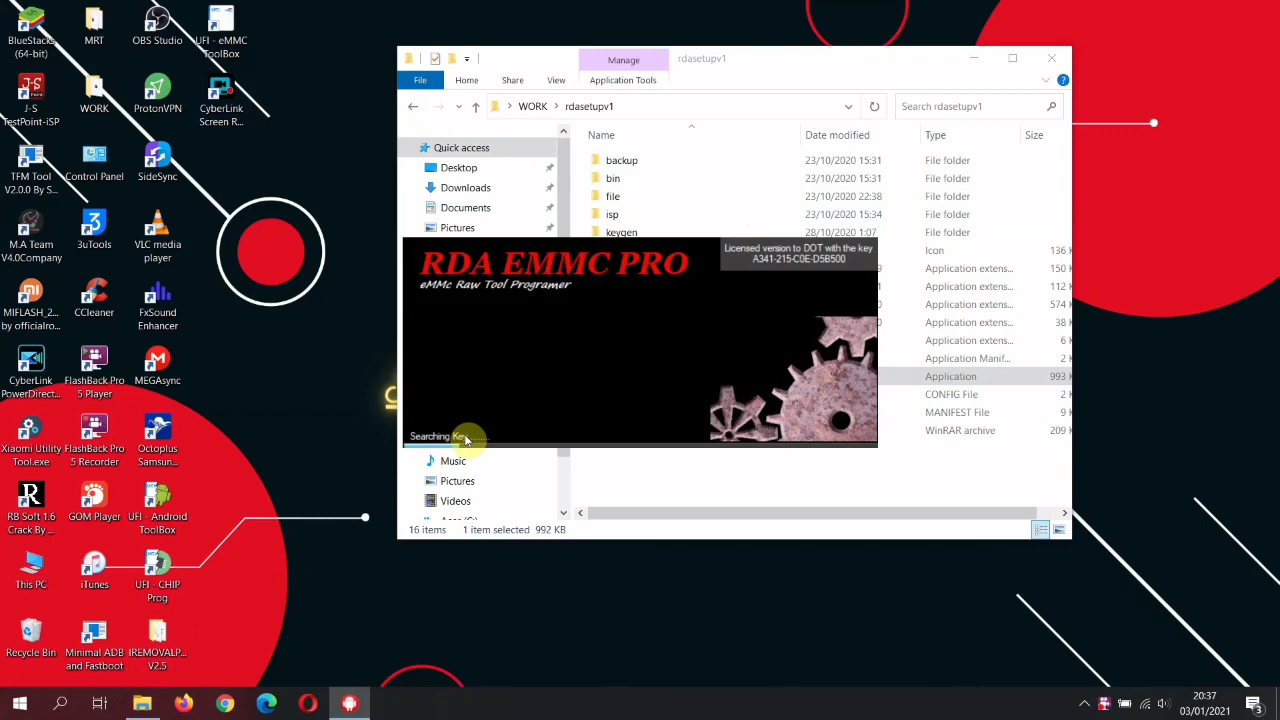 BlueStacks
(64-bit)
MRT
OBS Studio
UFI - eMMC
ToolBox
J-S
TestPoint-iSP
WORK
ProtonVPN
CyberLink
Screen R...
TFM Tool
V2.0.0 By S...
Control Panel
SideSync
M.A Team
V4.0Company
3uTools
VLC media
player
MIFLASH_2...
by officialro...
CCleaner
FxSound
Enhancer
CyberLink
PowerDirect...
FlashBack Pro
5 Player
MEGAsync
Xiaomi Utility
Tool.exe
FlashBack Pro
5 Recorder
Octoplus
Samsun...
RB Soft 1.6
Crack By ...
GOM Player
UFI - Android
ToolBox
This PC
iTunes
UFI - CHIP
Prog
Recycle Bin
Minimal ADB
and Fastboot
IREMOVALP...
V2.5
Manage
rdasetupv1
File
Home
Share
View
Application Tools
WORK
rdasetupv1
Search rdasetupv1
Quick access
Desktop
Downloads
Documents
Pictures
Music
Pictures
Videos
Name
Date modified
Type
Size
backup
23/10/2020 15:31
File folder
bin
23/10/2020 15:31
File folder
file
23/10/2020 22:38
File folder
isp
23/10/2020 15:34
File folder
keygen
28/10/2020 1:07
File folder
Icon
136 K
Application extens...
150 K
Application extens...
112 K
Application extens...
574 K
Application extens...
38 K
Application extens...
6 K
Application Manif...
2 K
Application
993 K
CONFIG File
2 K
MANIFEST File
9 K
WinRAR archive
209 K
RDA EMMC PRO
eMMc Raw Tool Programer
Licensed version to DOT with the key
A341-215-C0E-D5B500
Searching Key........
16 items
1 item selected 992 KB
20:37
03/01/2021
3